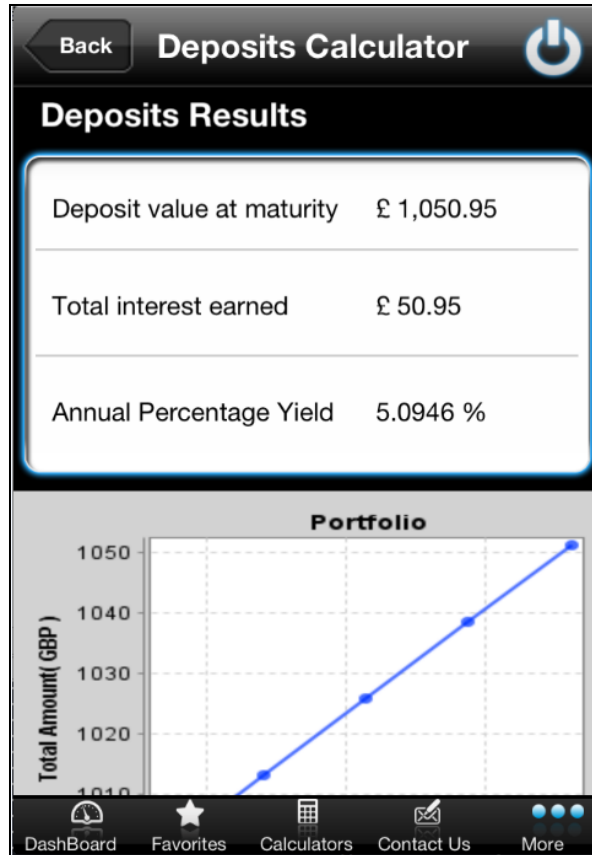 Back Deposits Calculator
Deposits Results
Deposit value at maturity £ 1,050.95
Total interest earned £ 50.95
Annual Percentage Yield 5.0946 %
Portfolio
Total Amount( GBP )
1050
1040
1030
1020
1010
DashBoard Favorites Calculators Contact Us More